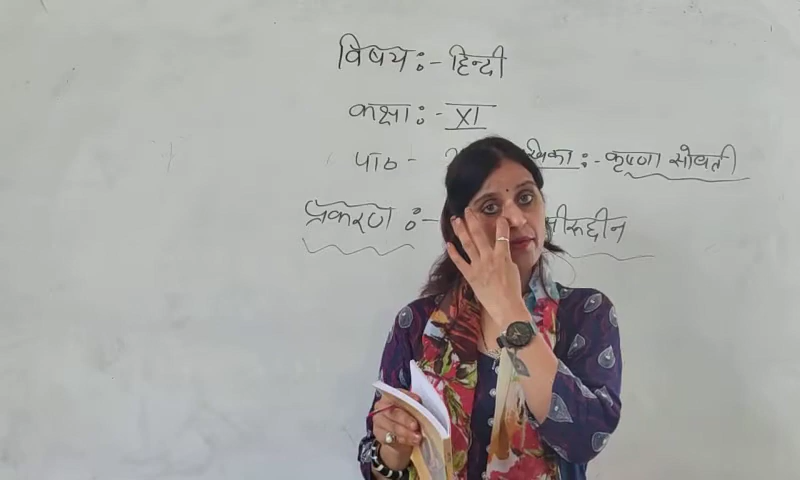 विषय :- हिन्दी
कक्षा :- XI
पाठ - :- कृष्णा सोबती
प्रकरण :-